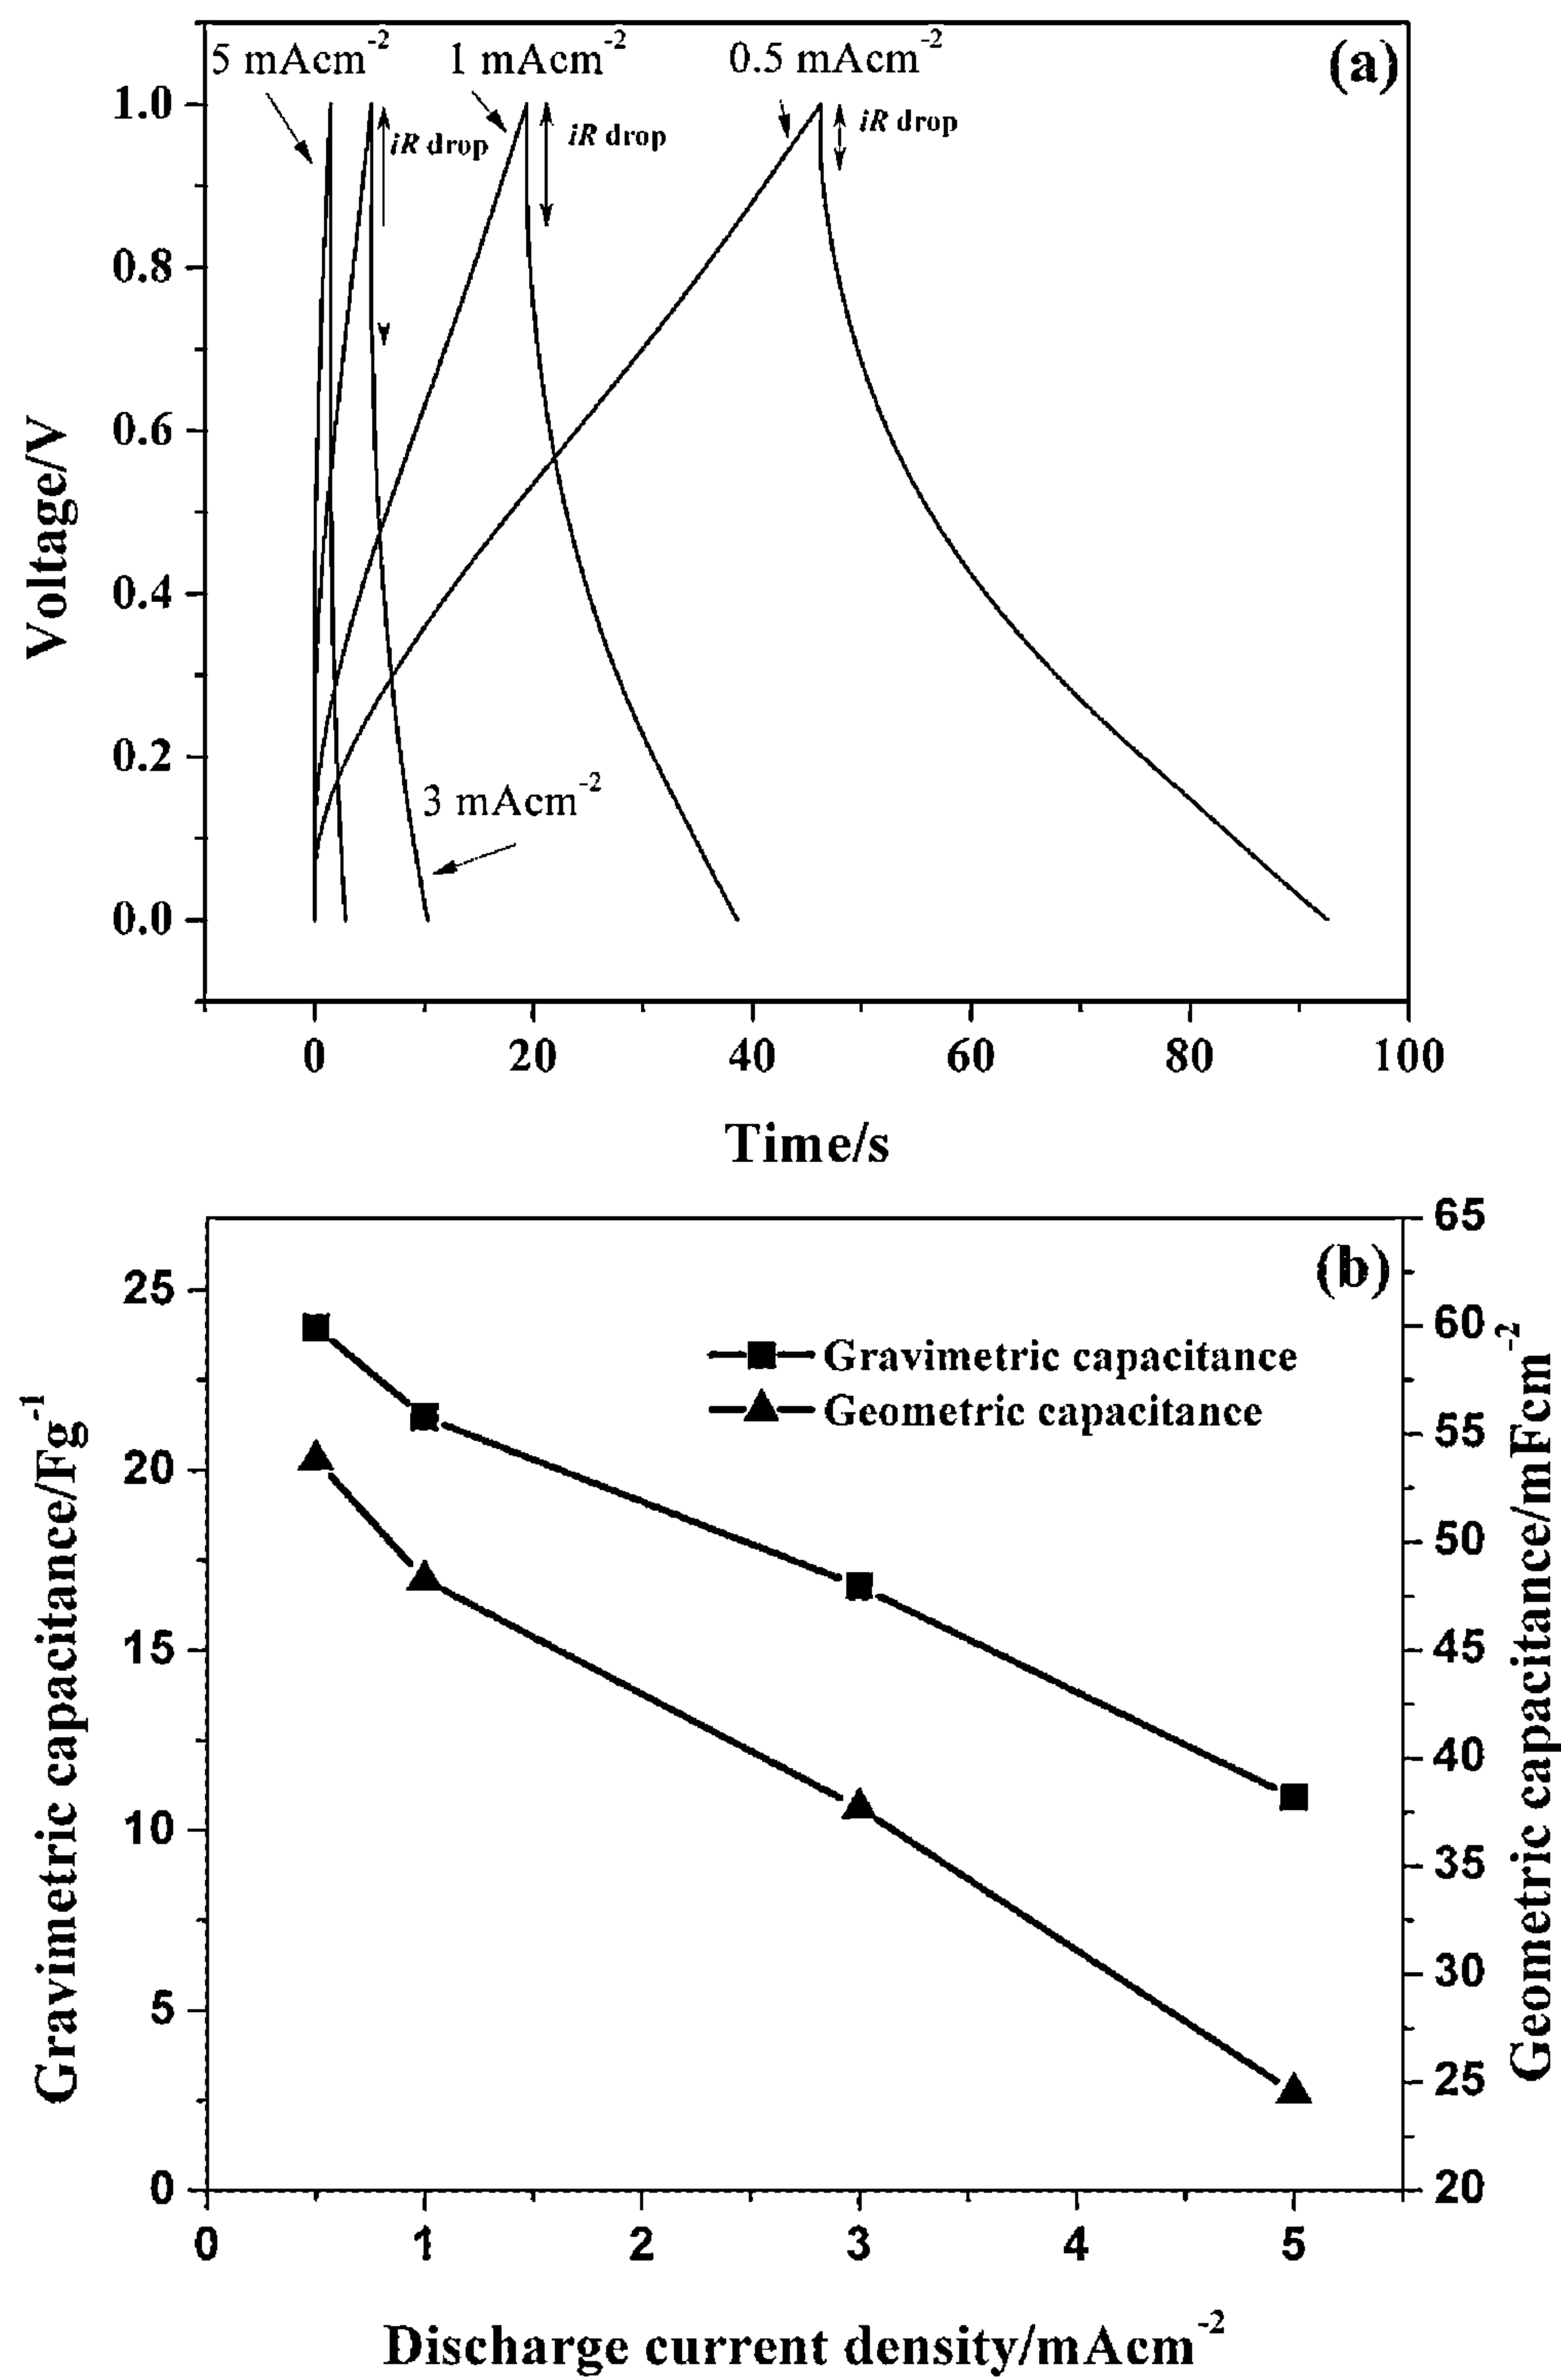 (a)
5 mAcm-2
1 mAcm-2
0.5 mAcm-2
iR drop
iR drop
iR drop
3 mAcm-2
1.0
0.8
0.6
0.4
0.2
0.0
Voltage/V
0 20 40 60 80 100
Time/s
(b)
Gravimetric capacitance
Geometric capacitance
25
20
15
10
5
0
Gravimetric capacitance/Fg-1
65
60
55
50
45
40
35
30
25
20
Geometric capacitance/mFcm-2
0 1 2 3 4 5
Discharge current density/mAcm-2